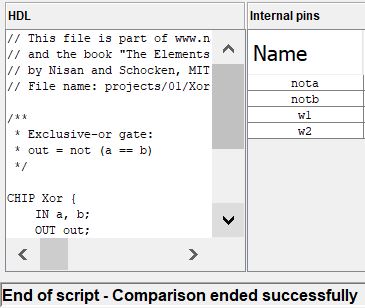 HDL
// This file is part of www.n
// and the book "The Elements
// by Nisan and Schocken, MIT
// File name: projects/01/Xor
/**
* Exclusive-or gate:
* out = not (a == b)
*/
CHIP Xor {
IN a, b;
OUT out;
Internal pins
Name
nota
notb
w1
w2
End of script - Comparison ended successfully